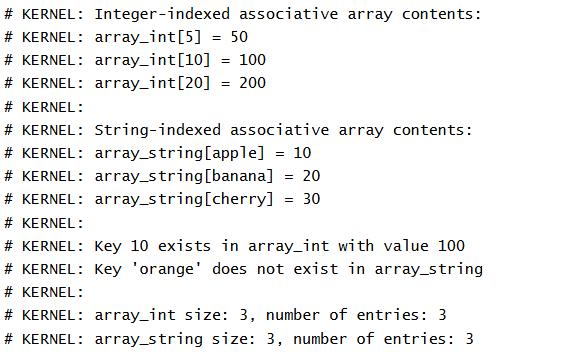 # KERNEL: Integer-indexed associative array contents:
# KERNEL: array_int[5] = 50
# KERNEL: array_int[10] = 100
# KERNEL: array_int[20] = 200
# KERNEL:
# KERNEL: String-indexed associative array contents:
# KERNEL: array_string[apple] = 10
# KERNEL: array_string[banana] = 20
# KERNEL: array_string[cherry] = 30
# KERNEL:
# KERNEL: Key 10 exists in array_int with value 100
# KERNEL: Key 'orange' does not exist in array_string
# KERNEL:
# KERNEL: array_int size: 3, number of entries: 3
# KERNEL: array_string size: 3, number of entries: 3